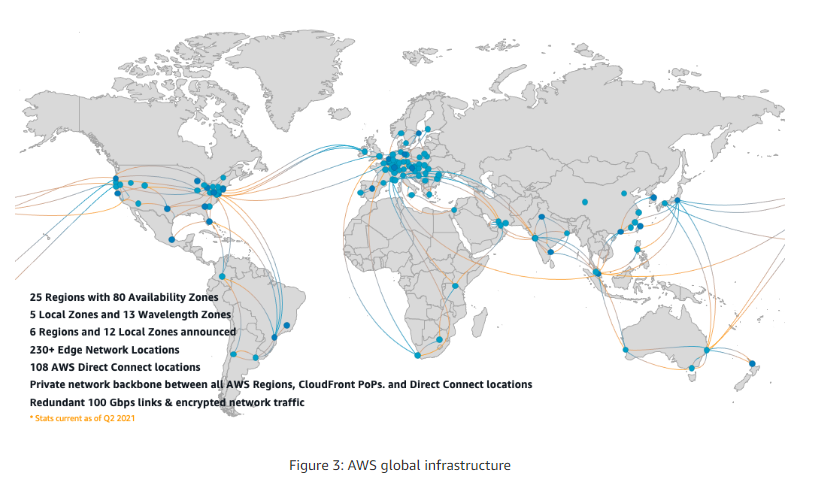 25 Regions with 80 Availability Zones
5 Local Zones and 13 Wavelength Zones
6 Regions and 12 Local Zones announced
230+ Edge Network Locations
108 AWS Direct Connect locations
Private network backbone between all AWS Regions, CloudFront PoPs. and Direct Connect locations
Redundant 100 Gbps links & encrypted network traffic
* Stats current as of Q2 2021
Figure 3: AWS global infrastructure